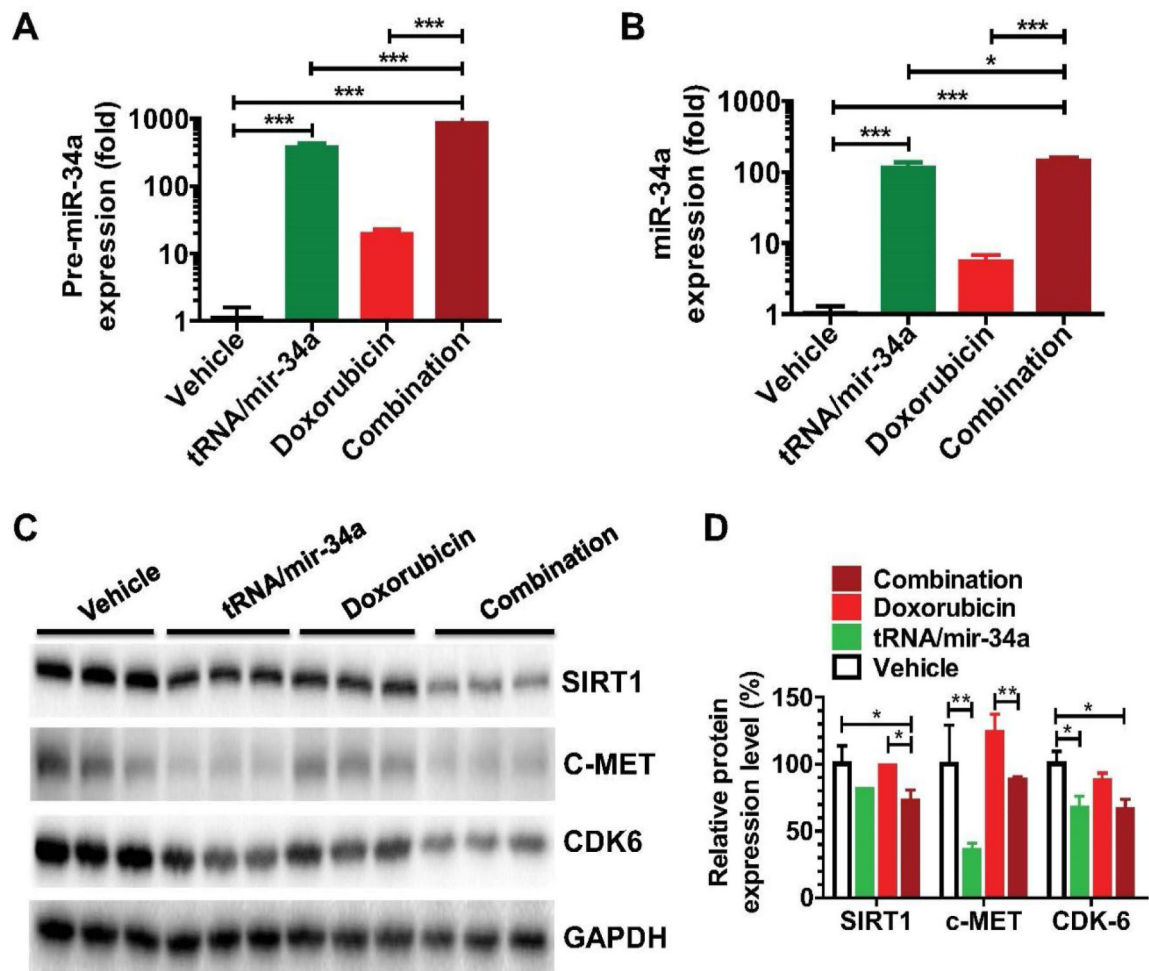 A
***
***
***
***
Pre-miR-34a
expression (fold)
1000
100
10
1
Vehicle
tRNA/mir-34a
Doxorubicin
Combination
B
***
*
***
***
miR-34a
expression (fold)
1000
100
10
1
Vehicle
tRNA/mir-34a
Doxorubicin
Combination
C
Vehicle
tRNA/mir-34a
Doxorubicin
Combination
SIRT1
C-MET
CDK6
GAPDH
D
Combination
Doxorubicin
tRNA/mir-34a
Vehicle
Relative protein
expression level (%)
150
100
50
0
* * ** ** * *
SIRT1 c-MET CDK-6